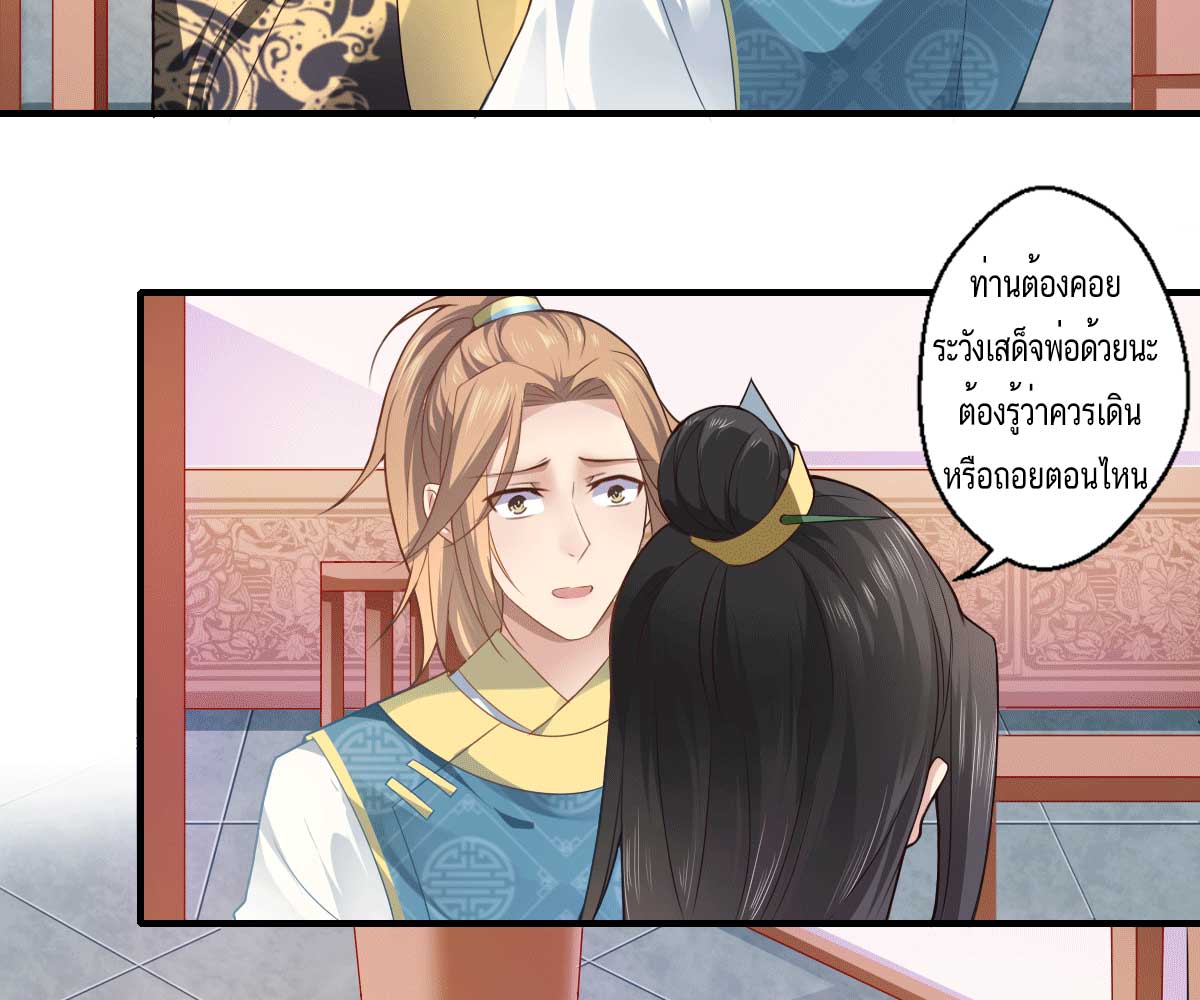 ท่านต้องคอย
ระวังเสด็จพ่อด้วยนะ
ต้องรู้ว่าควรเดิน
หรือถอยตอนไหน